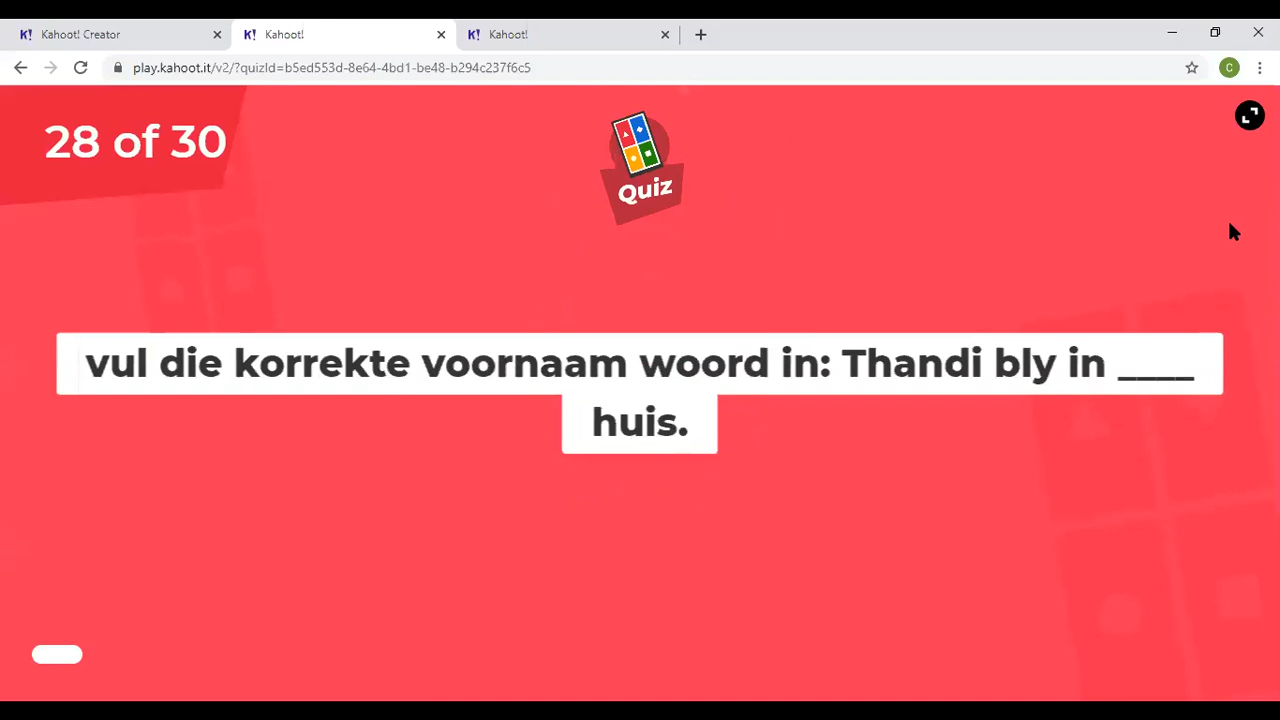 K! Kahoot! Creator
K! Kahoot!
K! Kahoot!
play.kahoot.it/v2/?quizId=b5ed553d-8e64-4bd1-be48-b294c237f6c5
C
28 of 30
Quiz
vul die korrekte voornaam woord in: Thandi bly in ____
huis.